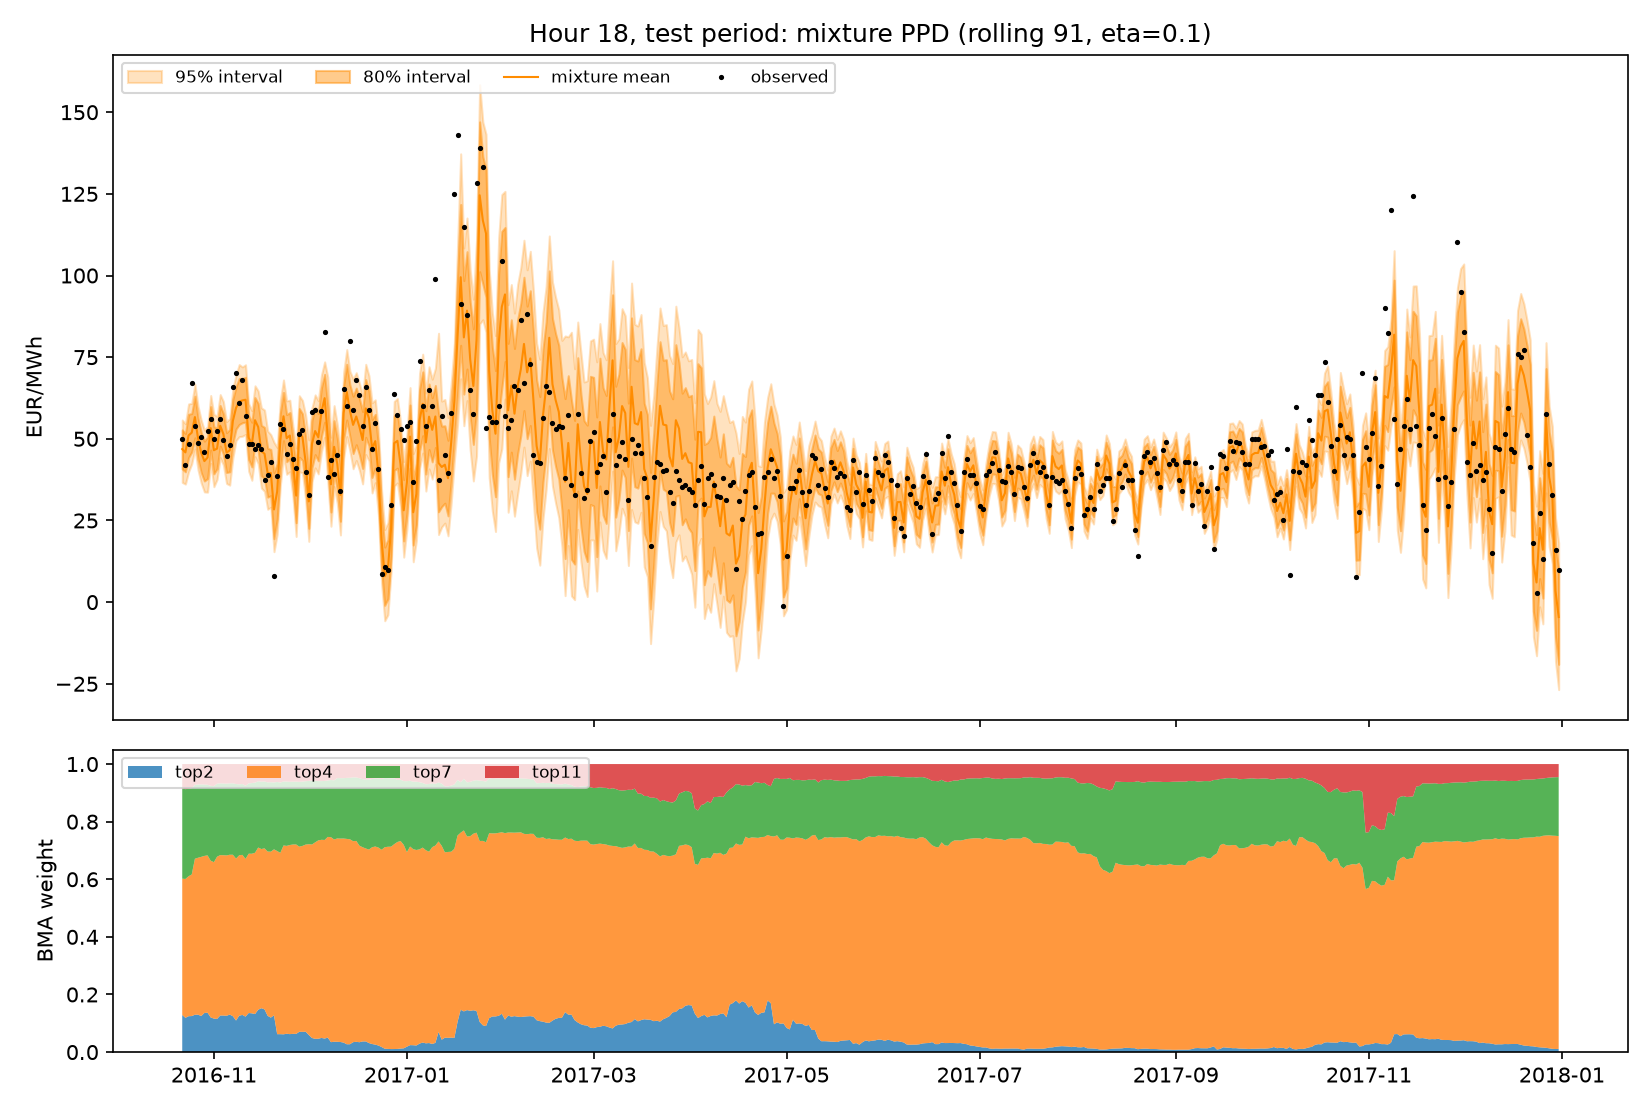 Hour 18, test period: mixture PPD (rolling 91, eta=0.1)
95% interval 80% interval mixture mean observed
EUR/MWh
150
125
100
75
50
25
0
−25
top2 top4 top7 top11
BMA weight
1.0
0.8
0.6
0.4
0.2
0.0
2016-11 2017-01 2017-03 2017-05 2017-07 2017-09 2017-11 2018-01